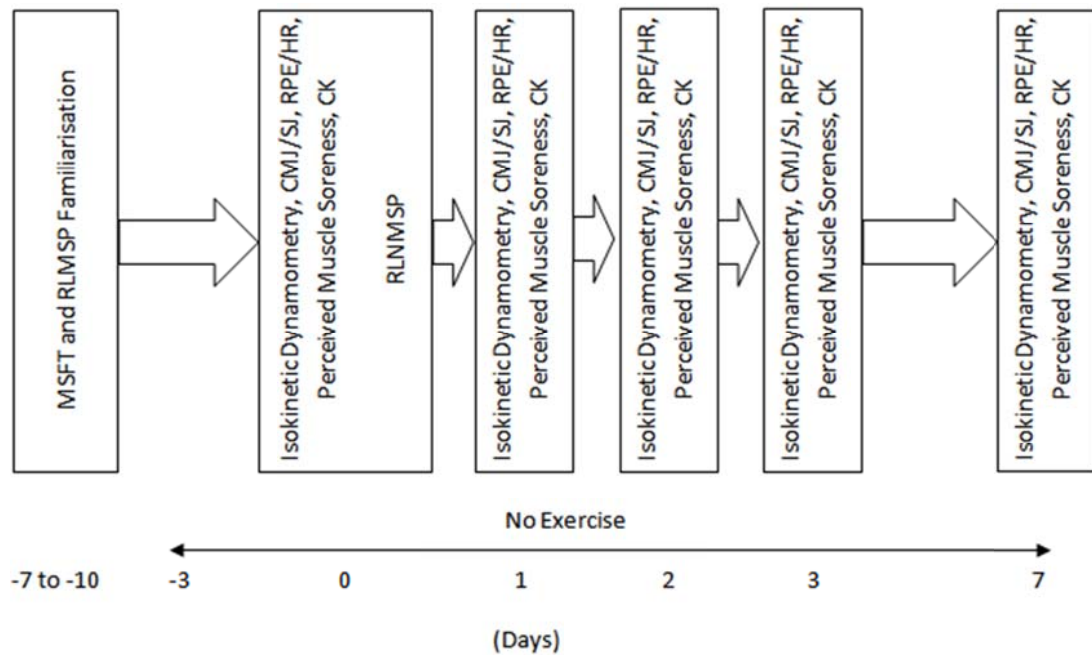 MSFT and RLMSP Familiarisation
Isokinetic Dynamometry, CMJ/SJ, RPE/HR,
Perceived Muscle Soreness, CK
RLNMSP
Isokinetic Dynamometry, CMJ/SJ, RPE/HR,
Perceived Muscle Soreness, CK
Isokinetic Dynamometry, CMJ/SJ, RPE/HR,
Perceived Muscle Soreness, CK
Isokinetic Dynamometry, CMJ/SJ, RPE/HR,
Perceived Muscle Soreness, CK
Isokinetic Dynamometry, CMJ/SJ, RPE/HR,
Perceived Muscle Soreness, CK
No Exercise
-7 to -10 -3 0 1 2 3 7
(Days)